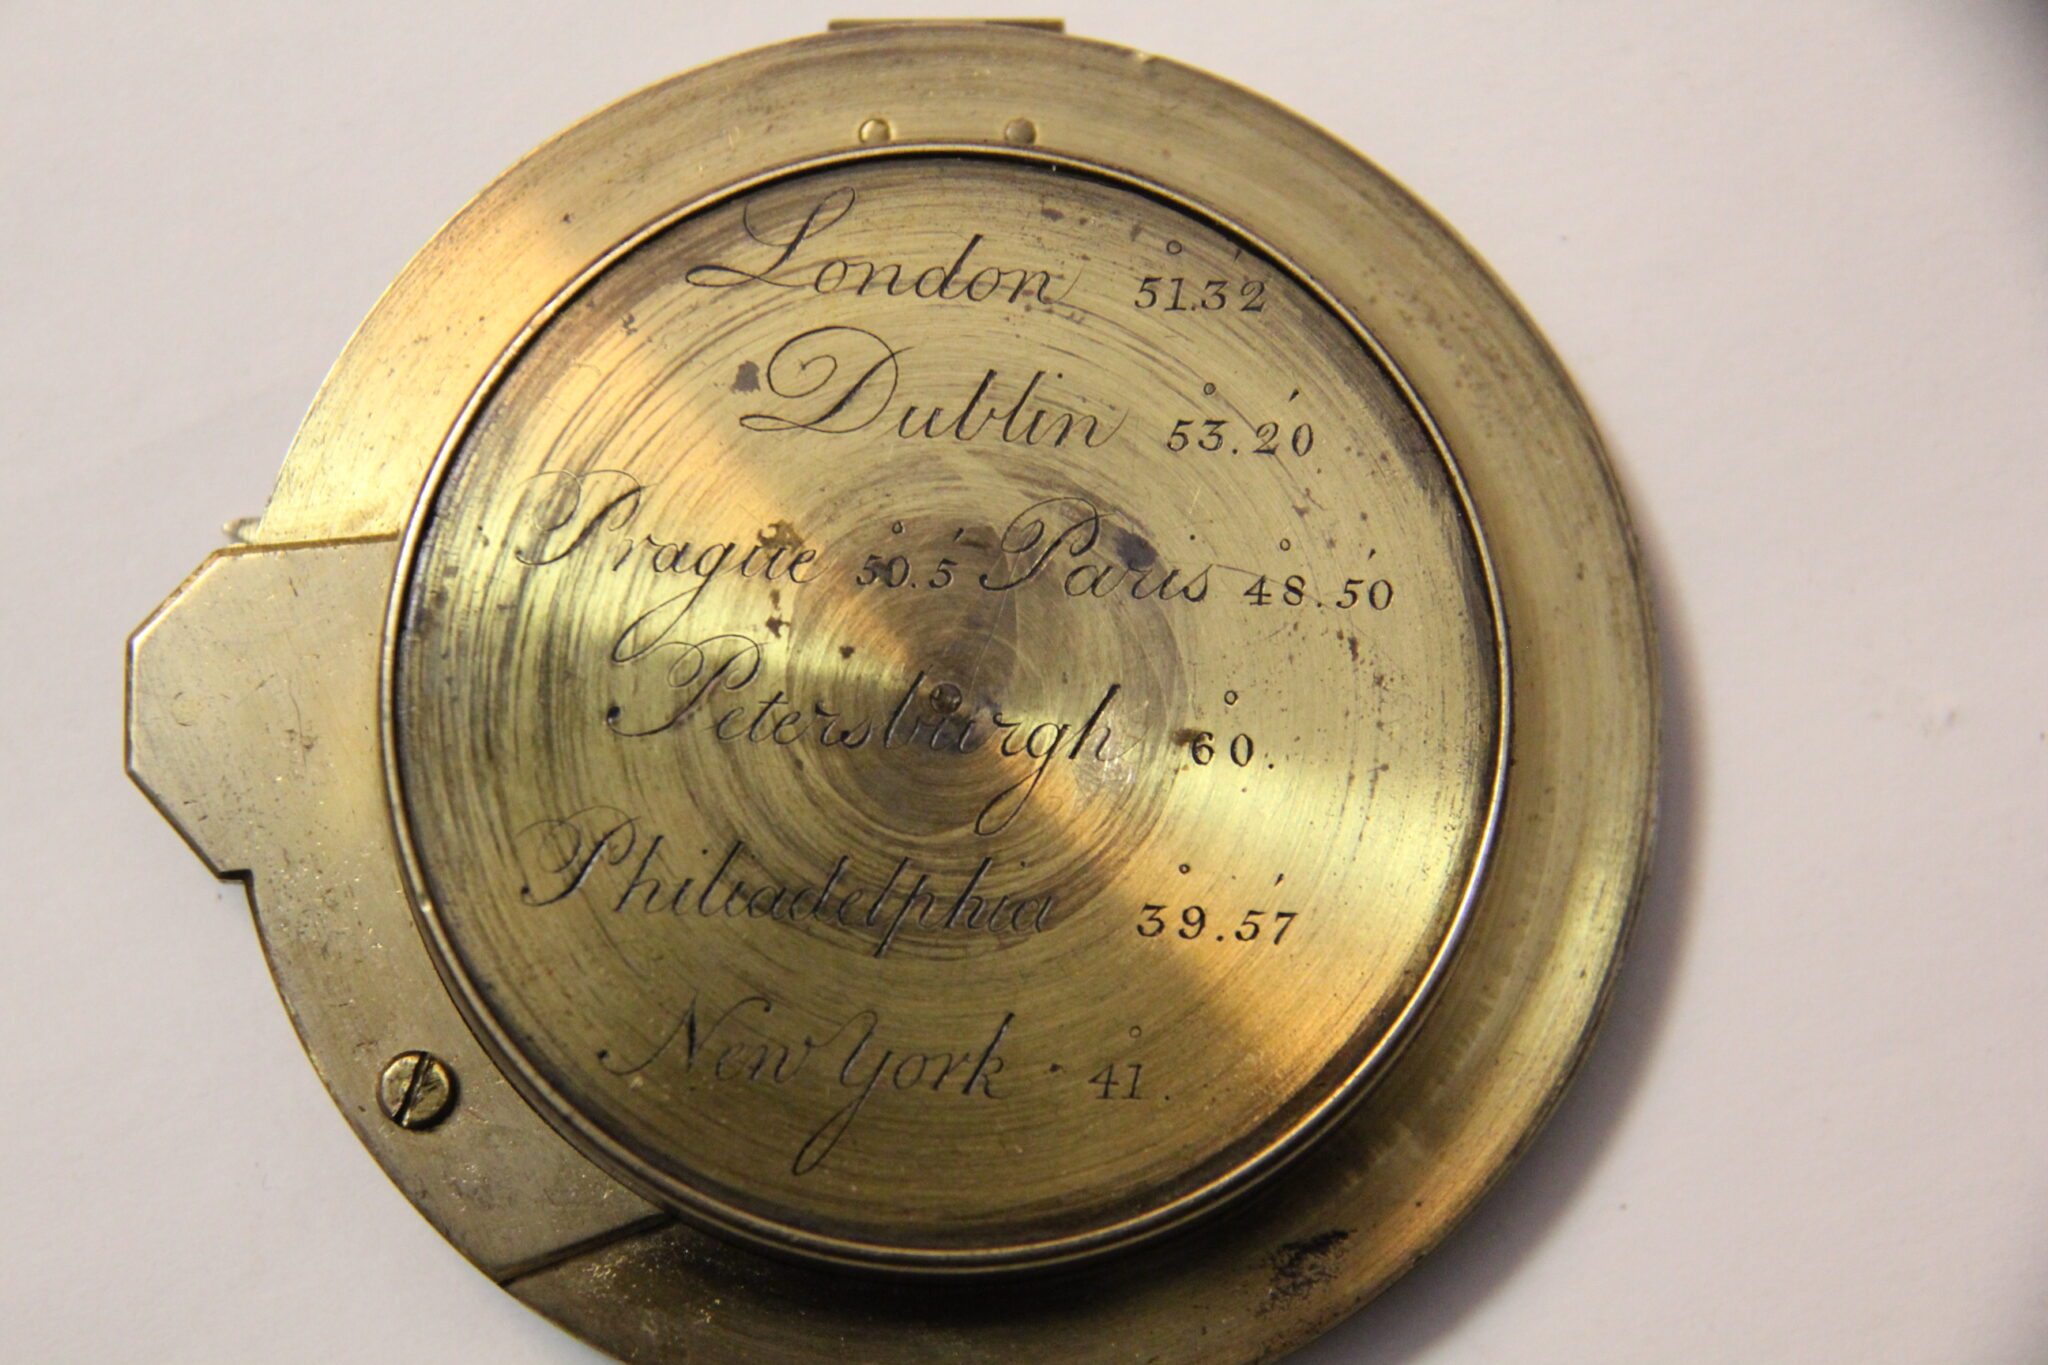 London 51°.32′
Dublin 53°.20′
Prague 50°.5′ Paris 48°.50′
Petersburgh 60°.
Philiadelphia 39°.57′
New York · 41°.